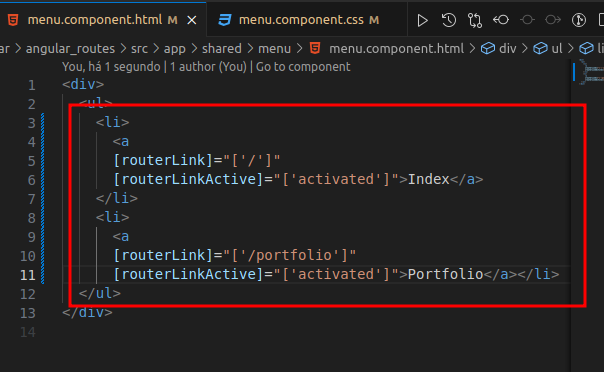 menu.component.html M
menu.component.css M
ar > angular_routes > src > app > shared > menu > menu.component.html > div > ul > li
You, há 1 segundo | 1 author (You) | Go to component
1 <div>
2 <ul>
3 <li>
4 <a
5 [routerLink]="['/']"
6 [routerLinkActive]="['activated']">Index</a>
7 </li>
8 <li>
9 <a
10 [routerLink]="['/portfolio']"
11 [routerLinkActive]="['activated']">Portfolio</a></li>
12 </ul>
13 </div>
14